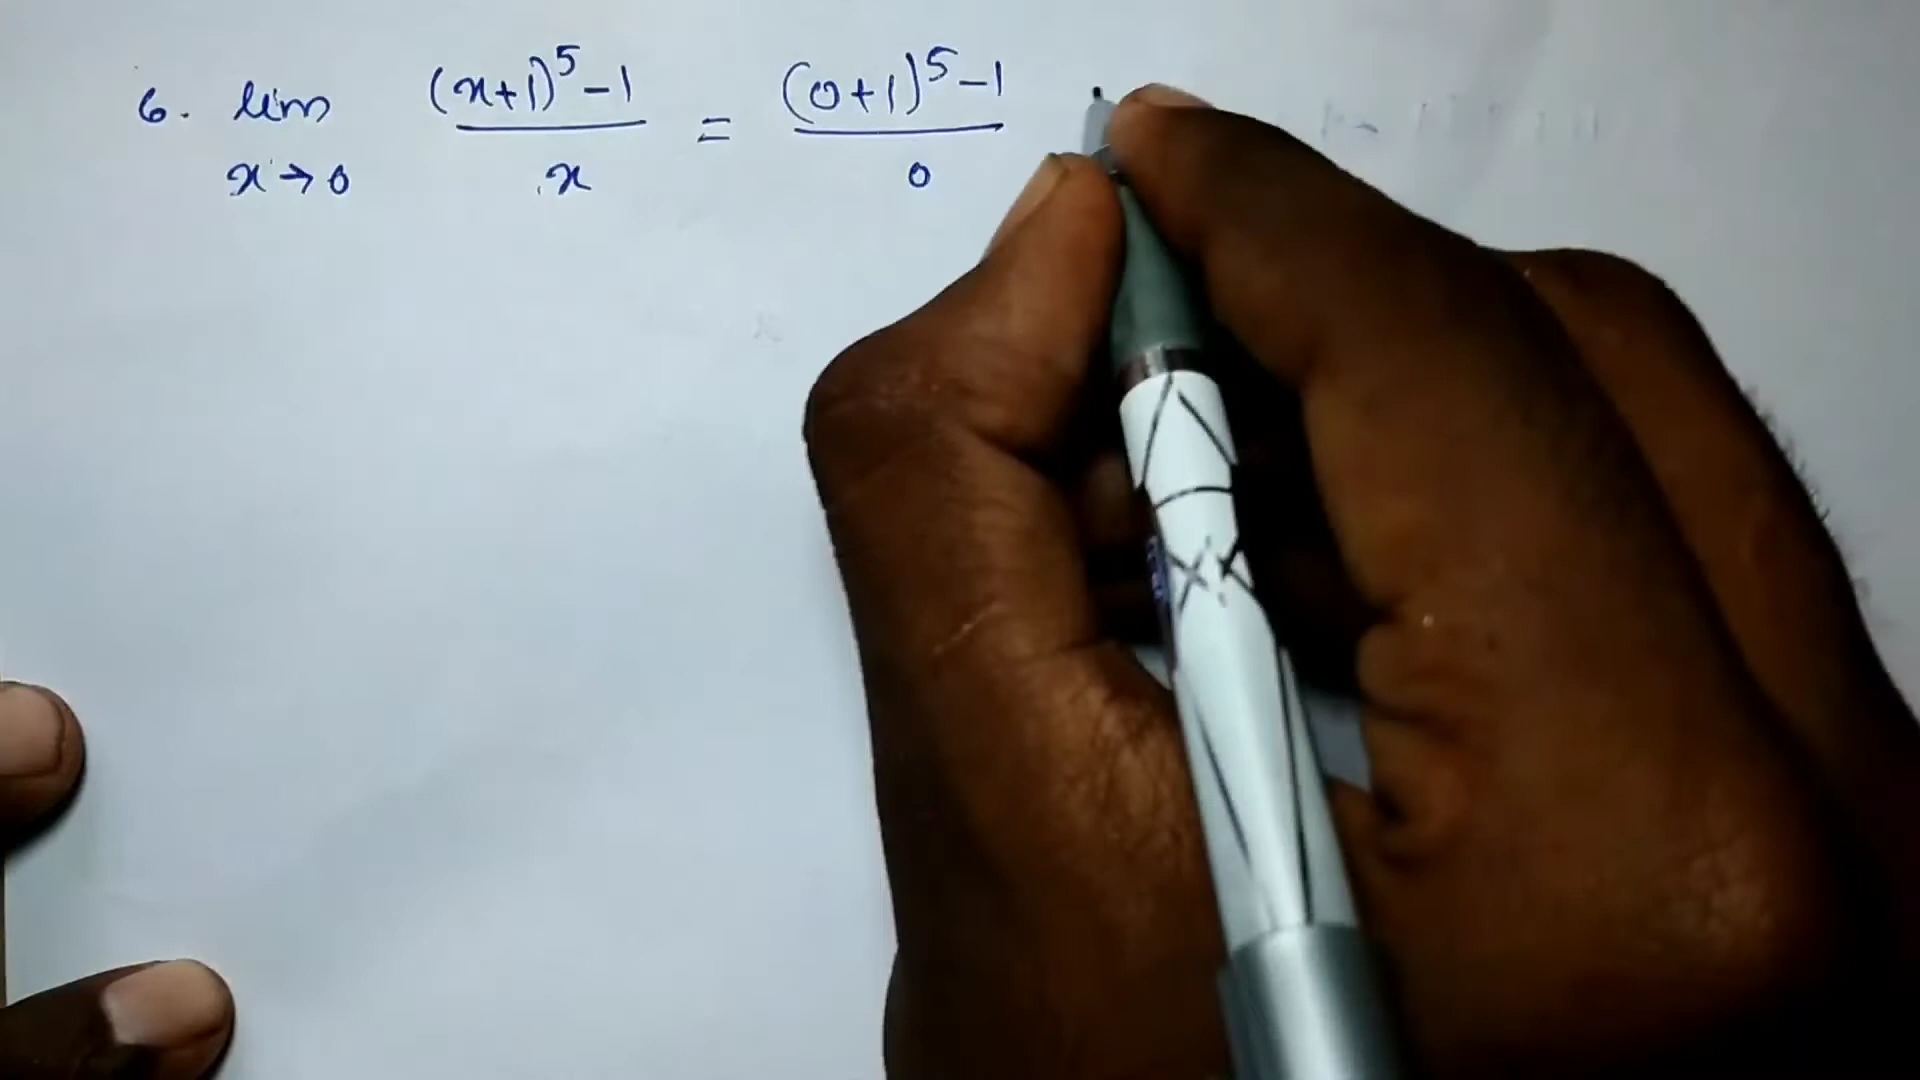 6. lim (x+1)^5 - 1 / x = (0+1)^5 - 1 / 0
x → 0